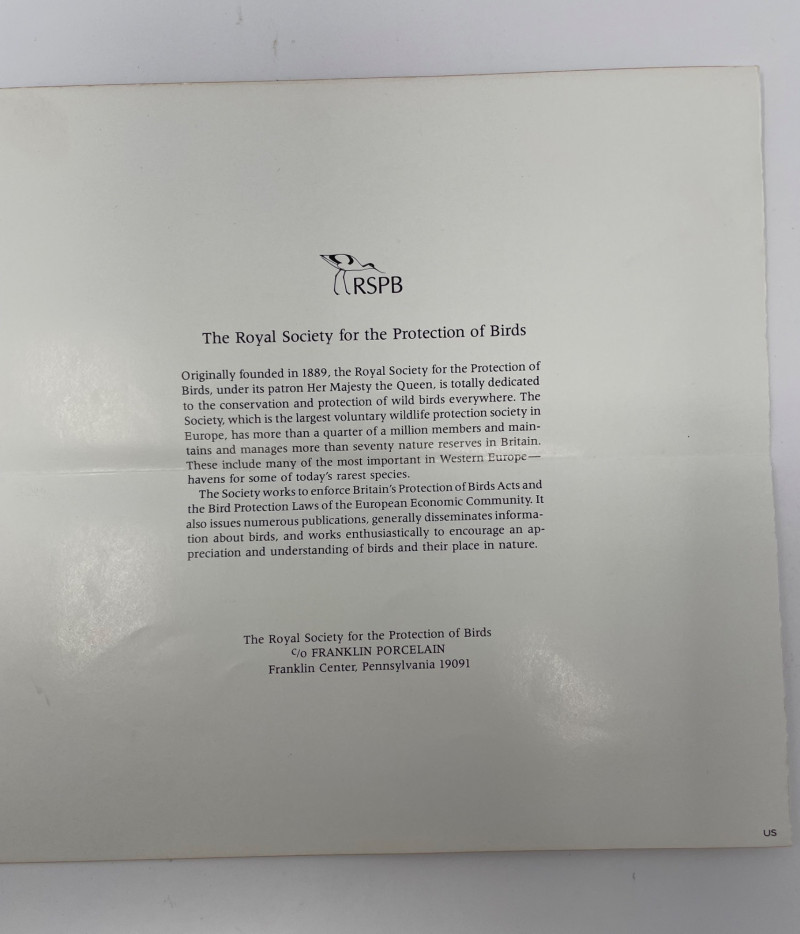 RSPB
The Royal Society for the Protection of Birds
Originally founded in 1889, the Royal Society for the Protection of
Birds, under its patron Her Majesty the Queen, is totally dedicated
to the conservation and protection of wild birds everywhere. The
Society, which is the largest voluntary wildlife protection society in
Europe, has more than a quarter of a million members and main-
tains and manages more than seventy nature reserves in Britain.
These include many of the most important in Western Europe—
havens for some of today's rarest species.
The Society works to enforce Britain's Protection of Birds Acts and
the Bird Protection Laws of the European Economic Community. It
also issues numerous publications, generally disseminates informa-
tion about birds, and works enthusiastically to encourage an ap-
preciation and understanding of birds and their place in nature.
The Royal Society for the Protection of Birds
c/o FRANKLIN PORCELAIN
Franklin Center, Pennsylvania 19091
US